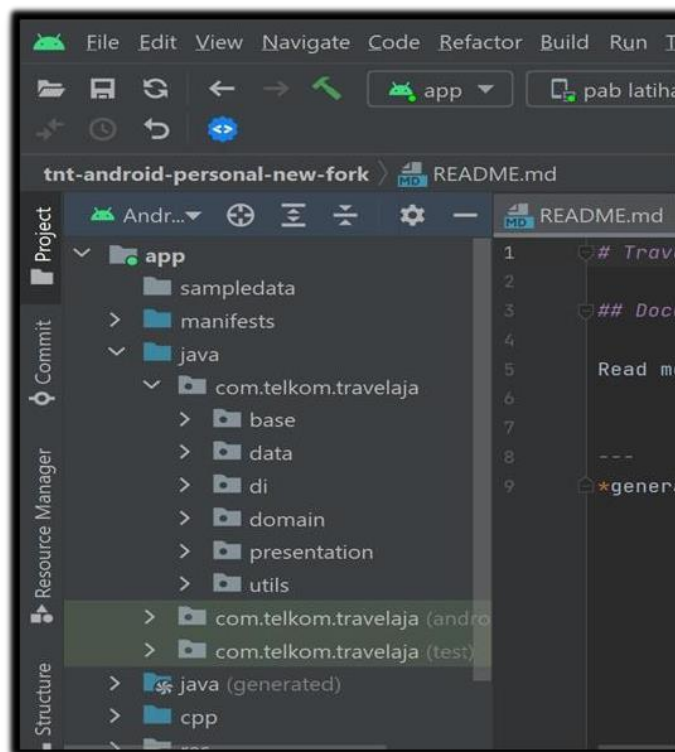 File Edit View Navigate Code Refactor Build Run
app pab latiha
tnt-android-personal-new-fork README.md
Project
Andr...
README.md
app
sampledata
manifests
java
com.telkom.travelaja
base
data
di
domain
presentation
utils
com.telkom.travelaja (andro
com.telkom.travelaja (test)
java (generated)
cpp
res
Commit
Resource Manager
Structure
1 # Trave
2
3 ## Docu
4
5 Read mo
6
7
8 ---
9 *genera